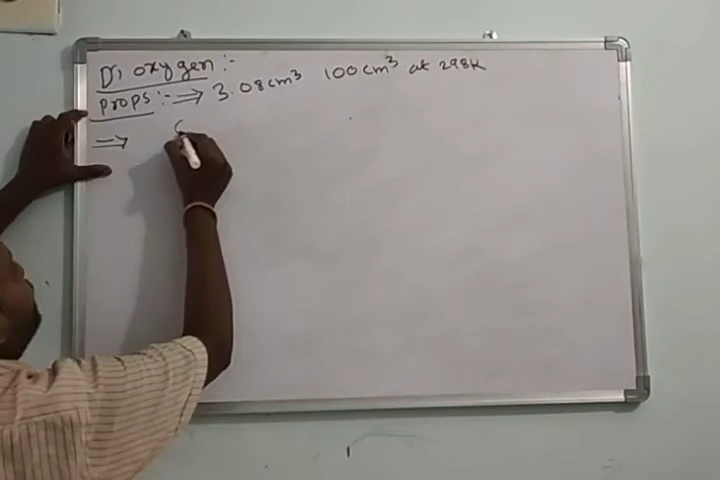 Di oxygen :-
Props :- ⇒ 3.08cm³ 100cm³ at 298K
⇒